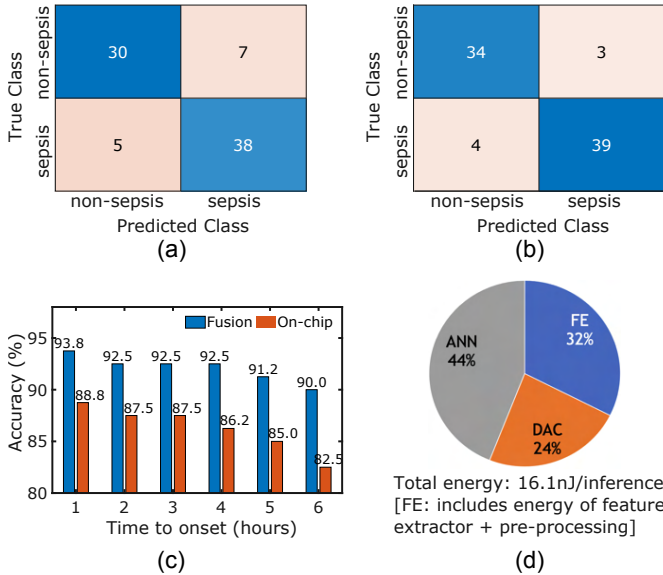 (a)
True Class
non-sepsis
sepsis
30
7
5
38
non-sepsis
sepsis
Predicted Class
(b)
True Class
non-sepsis
sepsis
34
3
4
39
non-sepsis
sepsis
Predicted Class
Accuracy (%)
95
90
85
80
Fusion
On-chip
93.8
92.5
92.5
92.5
91.2
90.0
88.8
87.5
87.5
86.2
85.0
82.5
1
2
3
4
5
6
Time to onset (hours)
(c)
ANN
44%
FE
32%
DAC
24%
Total energy: 16.1nJ/inference
[FE: includes energy of feature
extractor + pre-processing]
(d)